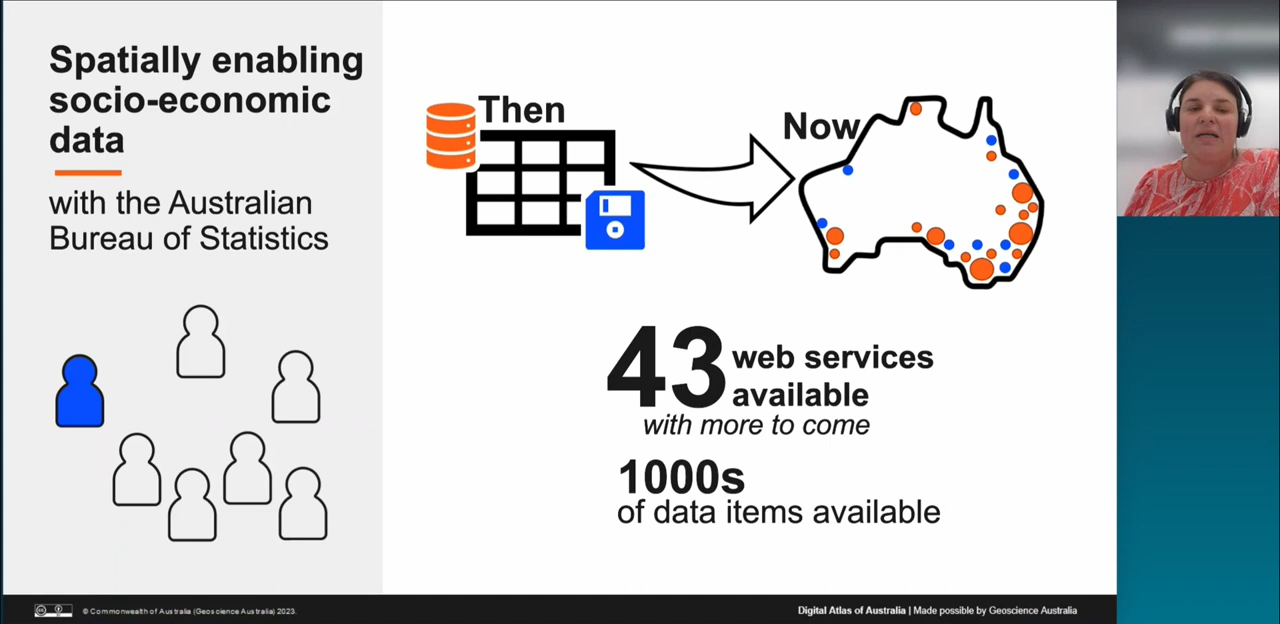 Spatially enabling
socio-economic
data
with the Australian
Bureau of Statistics
Then
Now
43
web services
available
with more to come
1000s
of data items available
© Commonwealth of Australia (Geoscience Australia) 2023.
Digital Atlas of Australia | Made possible by Geoscience Australia